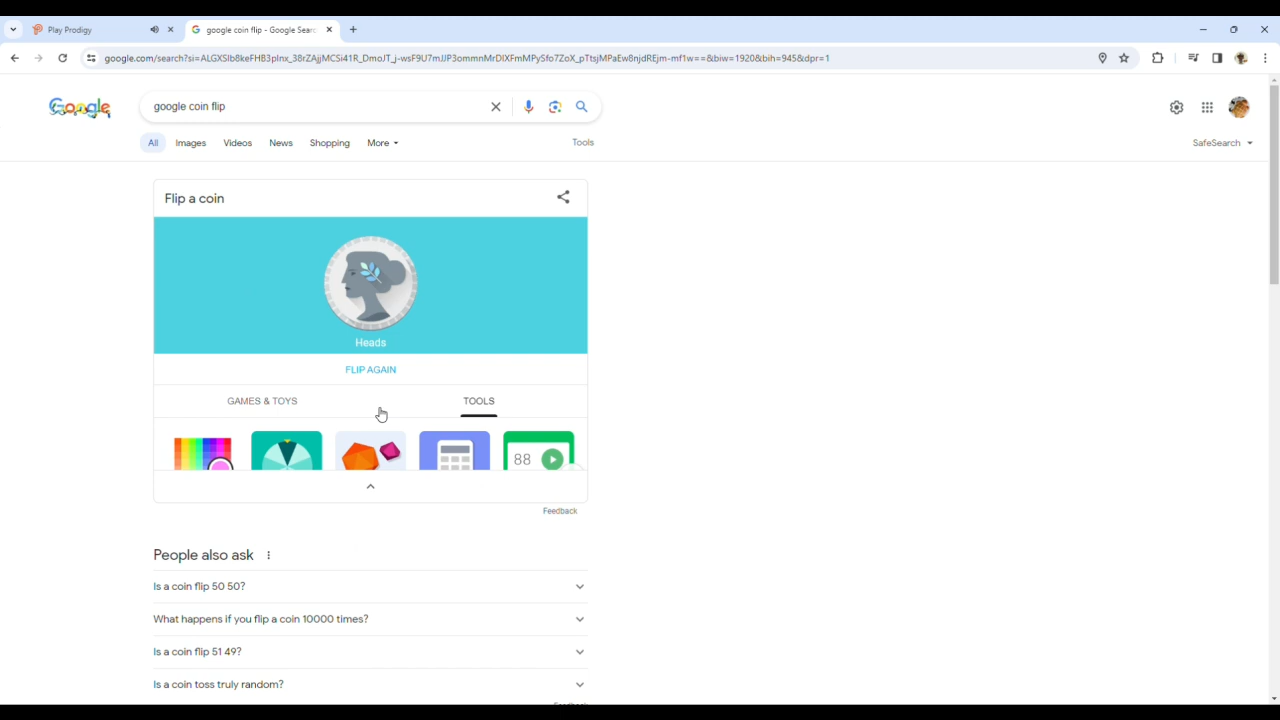 Play Prodigy
google coin flip - Google Searc
google.com/search?si=ALGXSlb8keFHB3plnx_38rZAjjMCSi41R_DmoJT_j-wsF9U7mJJP3ommnMrDIXFmMPySfo7ZoX_pTtsjMPaEw8njdREjm-mf1w==&biw=1920&bih=945&dpr=1
Google
google coin flip
All Images Videos News Shopping More Tools
SafeSearch
Flip a coin
Heads
FLIP AGAIN
GAMES & TOYS TOOLS
88
Feedback
People also ask
Is a coin flip 50 50?
What happens if you flip a coin 10000 times?
Is a coin flip 51 49?
Is a coin toss truly random?